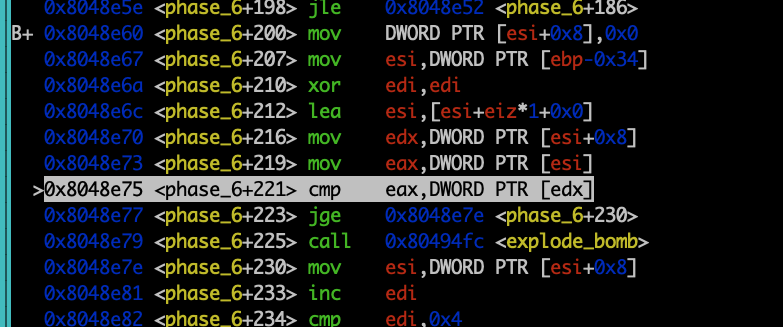 0x8048e5e <phase_6+198> jle 0x8048e52 <phase_6+186>
B+ 0x8048e60 <phase_6+200> mov DWORD PTR [esi+0x8],0x0
0x8048e67 <phase_6+207> mov esi,DWORD PTR [ebp-0x34]
0x8048e6a <phase_6+210> xor edi,edi
0x8048e6c <phase_6+212> lea esi,[esi+eiz*1+0x0]
0x8048e70 <phase_6+216> mov edx,DWORD PTR [esi+0x8]
0x8048e73 <phase_6+219> mov eax,DWORD PTR [esi]
>0x8048e75 <phase_6+221> cmp eax,DWORD PTR [edx]
0x8048e77 <phase_6+223> jge 0x8048e7e <phase_6+230>
0x8048e79 <phase_6+225> call 0x80494fc <explode_bomb>
0x8048e7e <phase_6+230> mov esi,DWORD PTR [esi+0x8]
0x8048e81 <phase_6+233> inc edi
0x8048e82 <phase_6+234> cmp edi,0x4